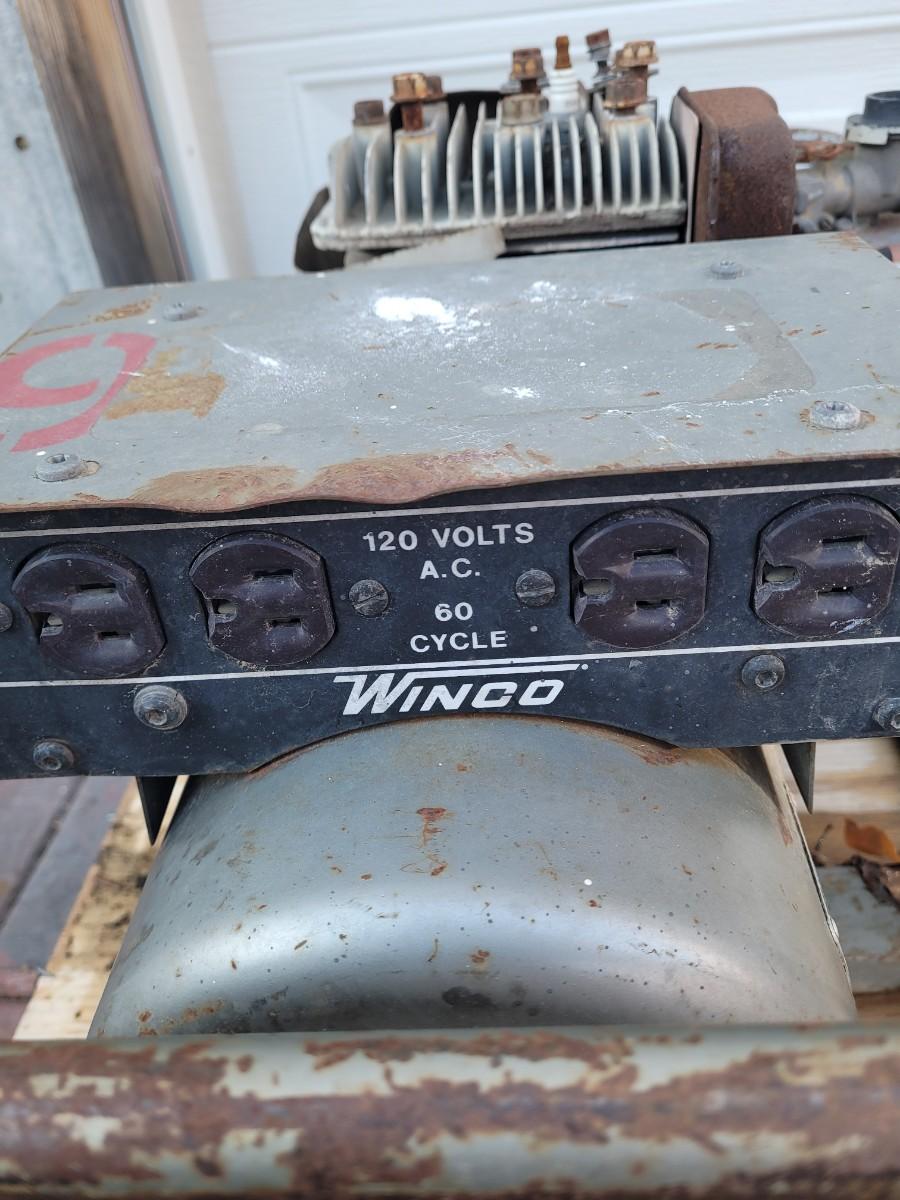 120 VOLTS
A.C.
60
CYCLE
WINCO